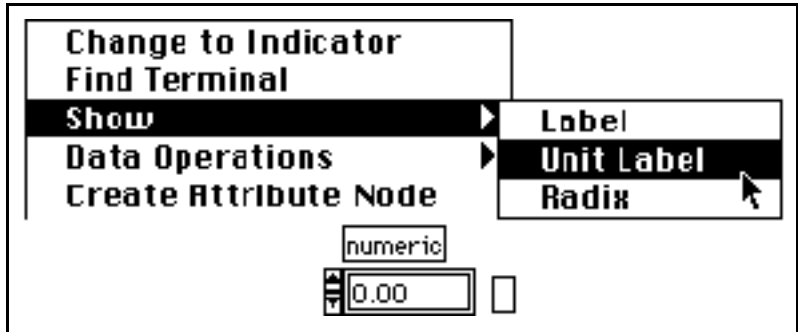 Change to Indicator
Find Terminal
Show
Label
Data Operations
Unit Label
Create Attribute Node
Radix
numeric
0.00